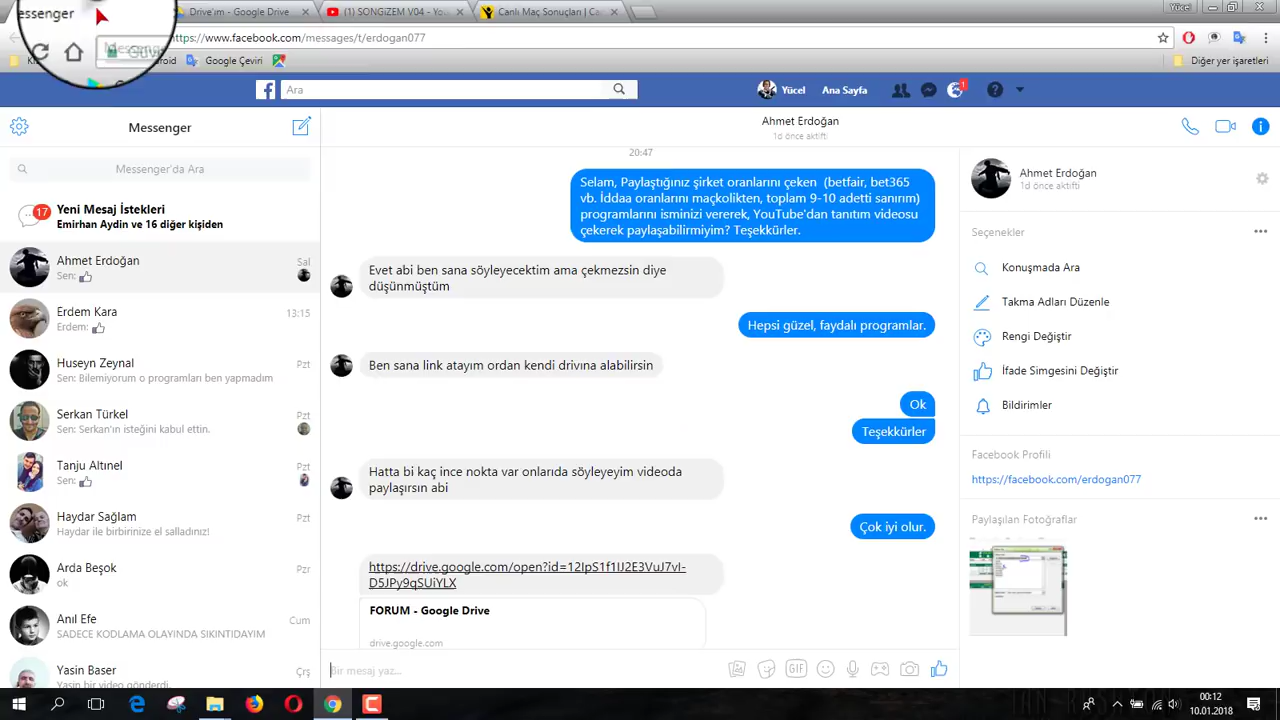 essenger
Drive'ım - Google Drive
(1) SONGiZEM V04 - Yo
Canlı Maç Sonuçları | Ca
Yücel
https://www.facebook.com/messages/t/erdogan077
Google Çeviri
Diğer yer işaretleri
Ara
Yücel
Ana Sayfa
1
Messenger
Messenger'da Ara
17
Yeni Mesaj İstekleri
Emirhan Aydin ve 16 diğer kişiden
Ahmet Erdoğan
Sal
Sen:
Erdem Kara
13:15
Erdem:
Huseyn Zeynal
Pzt
Sen: Bilemiyorum o programları ben yapmadım
Serkan Türkel
Pzt
Sen: Serkan'ın isteğini kabul ettin.
Tanju Altınel
Pzt
Sen:
Haydar Sağlam
Pzt
Haydar ile birbirinize el salladınız!
Arda Beşok
Pzr
ok
Anıl Efe
Cum
SADECE KODLAMA OLAYINDA SIKINTIDAYIM
Yasin Baser
Çrş
Yasin bir video gönderdi.
Ahmet Erdoğan
1d önce aktifti
20:47
Selam, Paylaştığınız şirket oranlarını çeken (betfair, bet365
vb. İddaa oranlarını maçkolikten, toplam 9-10 adetti sanırım)
programlarını isminizi vererek, YouTube'dan tanıtım videosu
çekerek paylaşabilirmiyim? Teşekkürler.
Evet abi ben sana söyleyecektim ama çekmezsin diye
düşünmüştüm
Hepsi güzel, faydalı programlar.
Ben sana link atayım ordan kendi drivına alabilirsin
Ok
Teşekkürler
Hatta bi kaç ince nokta var onlarıda söyleyeyim videoda
paylaşırsın abi
Çok iyi olur.
FORUM - Google Drive
drive.google.com
Bir mesaj yaz...
GIF
Ahmet Erdoğan
1d önce aktifti
Seçenekler
Konuşmada Ara
Takma Adları Düzenle
Rengi Değiştir
İfade Simgesini Değiştir
Bildirimler
Facebook Profili
https://facebook.com/erdogan077
Paylaşılan Fotoğraflar
00:12
10.01.2018